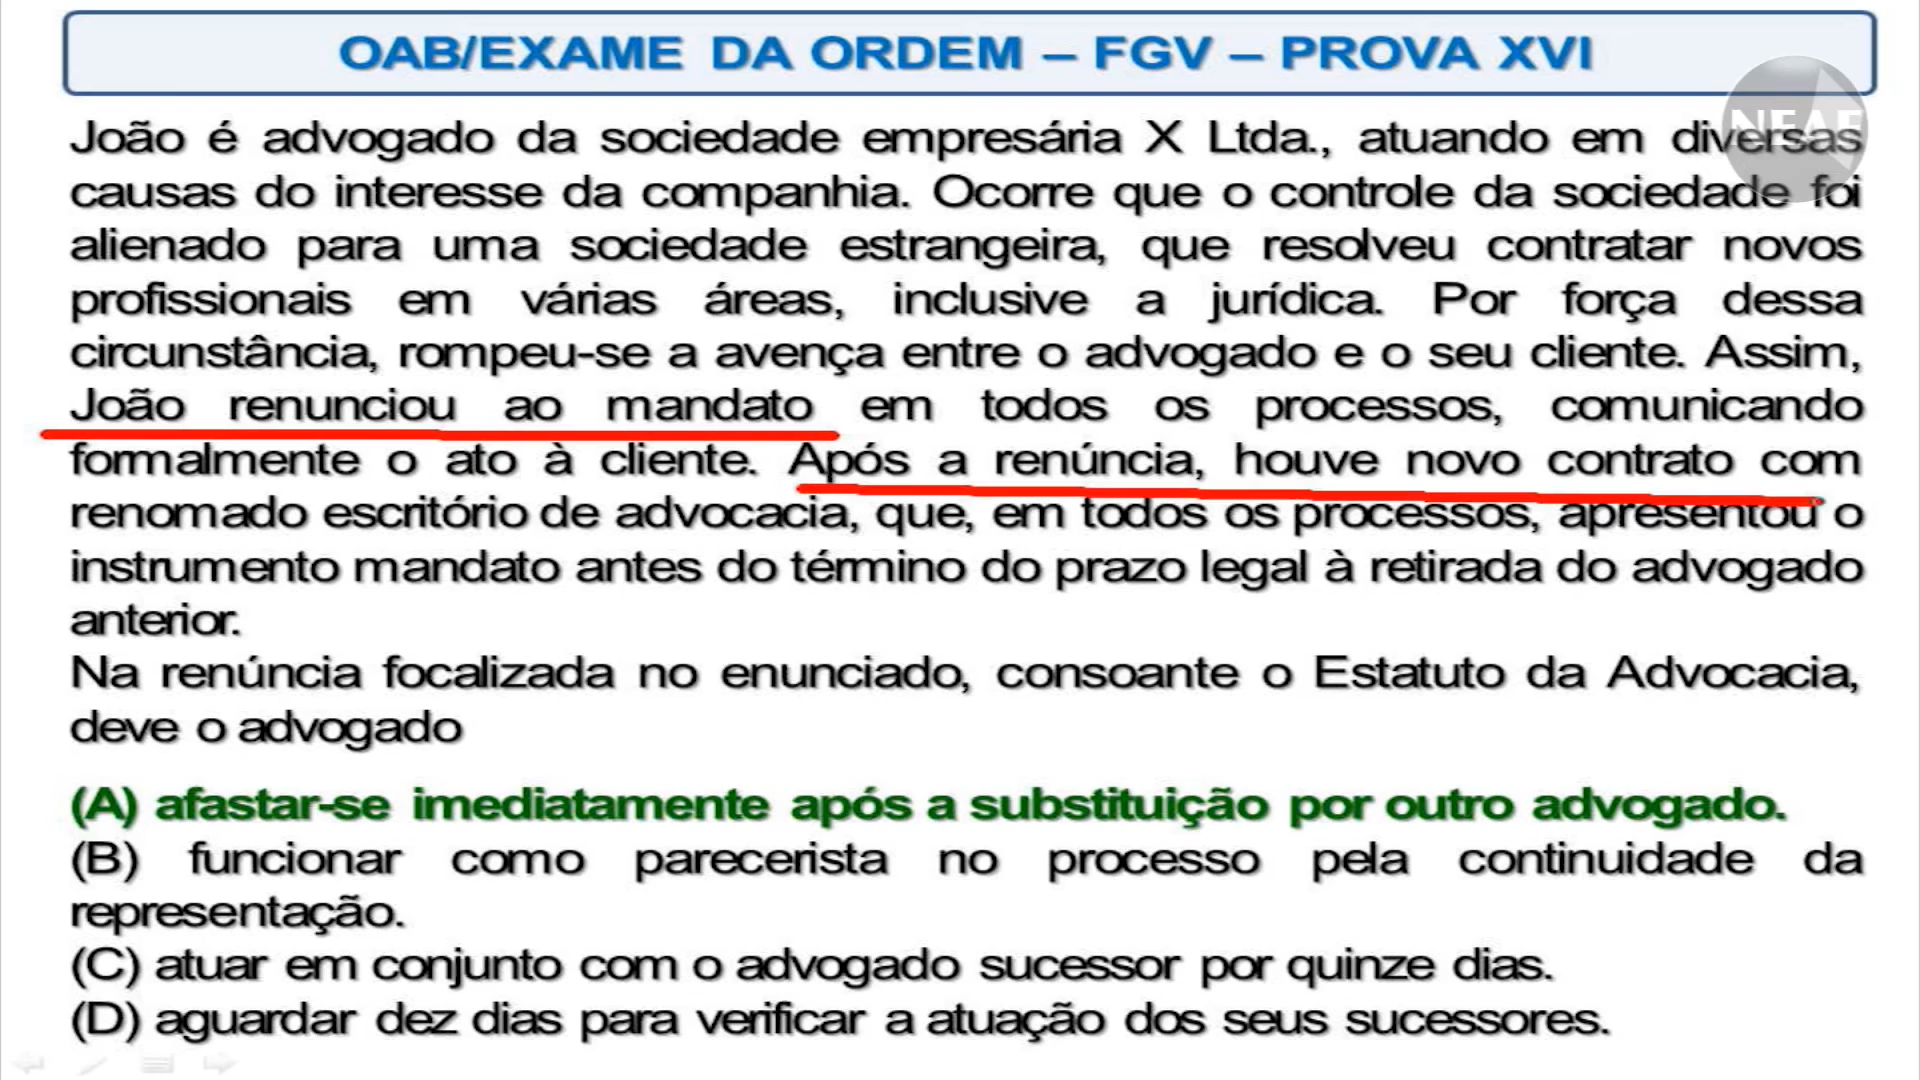 OAB/EXAME DA ORDEM – FGV – PROVA XVI
NEAF
João é advogado da sociedade empresária X Ltda., atuando em diversas
causas do interesse da companhia. Ocorre que o controle da sociedade foi
alienado para uma sociedade estrangeira, que resolveu contratar novos
profissionais em várias áreas, inclusive a jurídica. Por força dessa
circunstância, rompeu-se a avença entre o advogado e o seu cliente. Assim,
João renunciou ao mandato em todos os processos, comunicando
formalmente o ato à cliente. Após a renúncia, houve novo contrato com
renomado escritório de advocacia, que, em todos os processos, apresentou o
instrumento mandato antes do término do prazo legal à retirada do advogado
anterior.
Na renúncia focalizada no enunciado, consoante o Estatuto da Advocacia,
deve o advogado
(A) afastar-se imediatamente após a substituição por outro advogado.
(B) funcionar como parecerista no processo pela continuidade da
representação.
(C) atuar em conjunto com o advogado sucessor por quinze dias.
(D) aguardar dez dias para verificar a atuação dos seus sucessores.